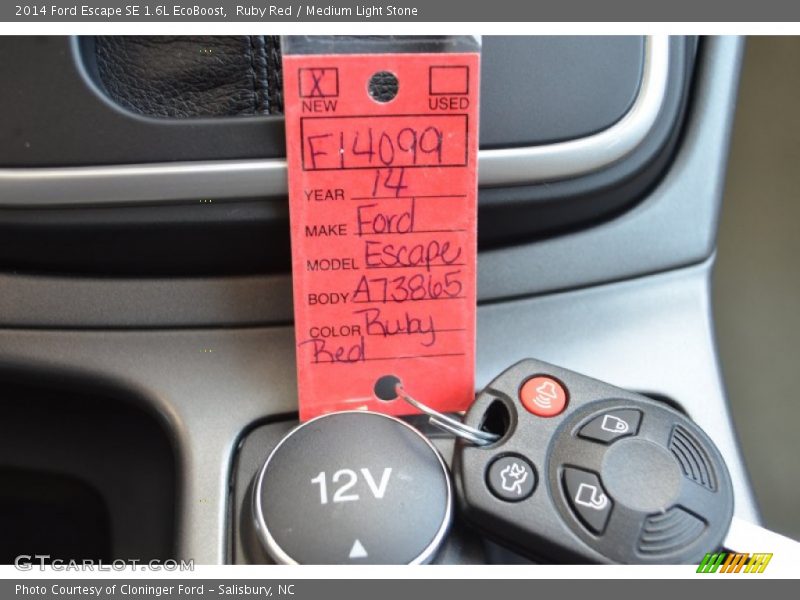 2014 Ford Escape SE 1.6L EcoBoost,  Ruby Red / Medium Light Stone
X
NEW USED
F14099
YEAR 14
MAKE Ford
MODEL Escape
BODY A73865
COLOR Ruby
Red
12V
GTCARLOT.COM
Photo Courtesy of Cloninger Ford – Salisbury, NC